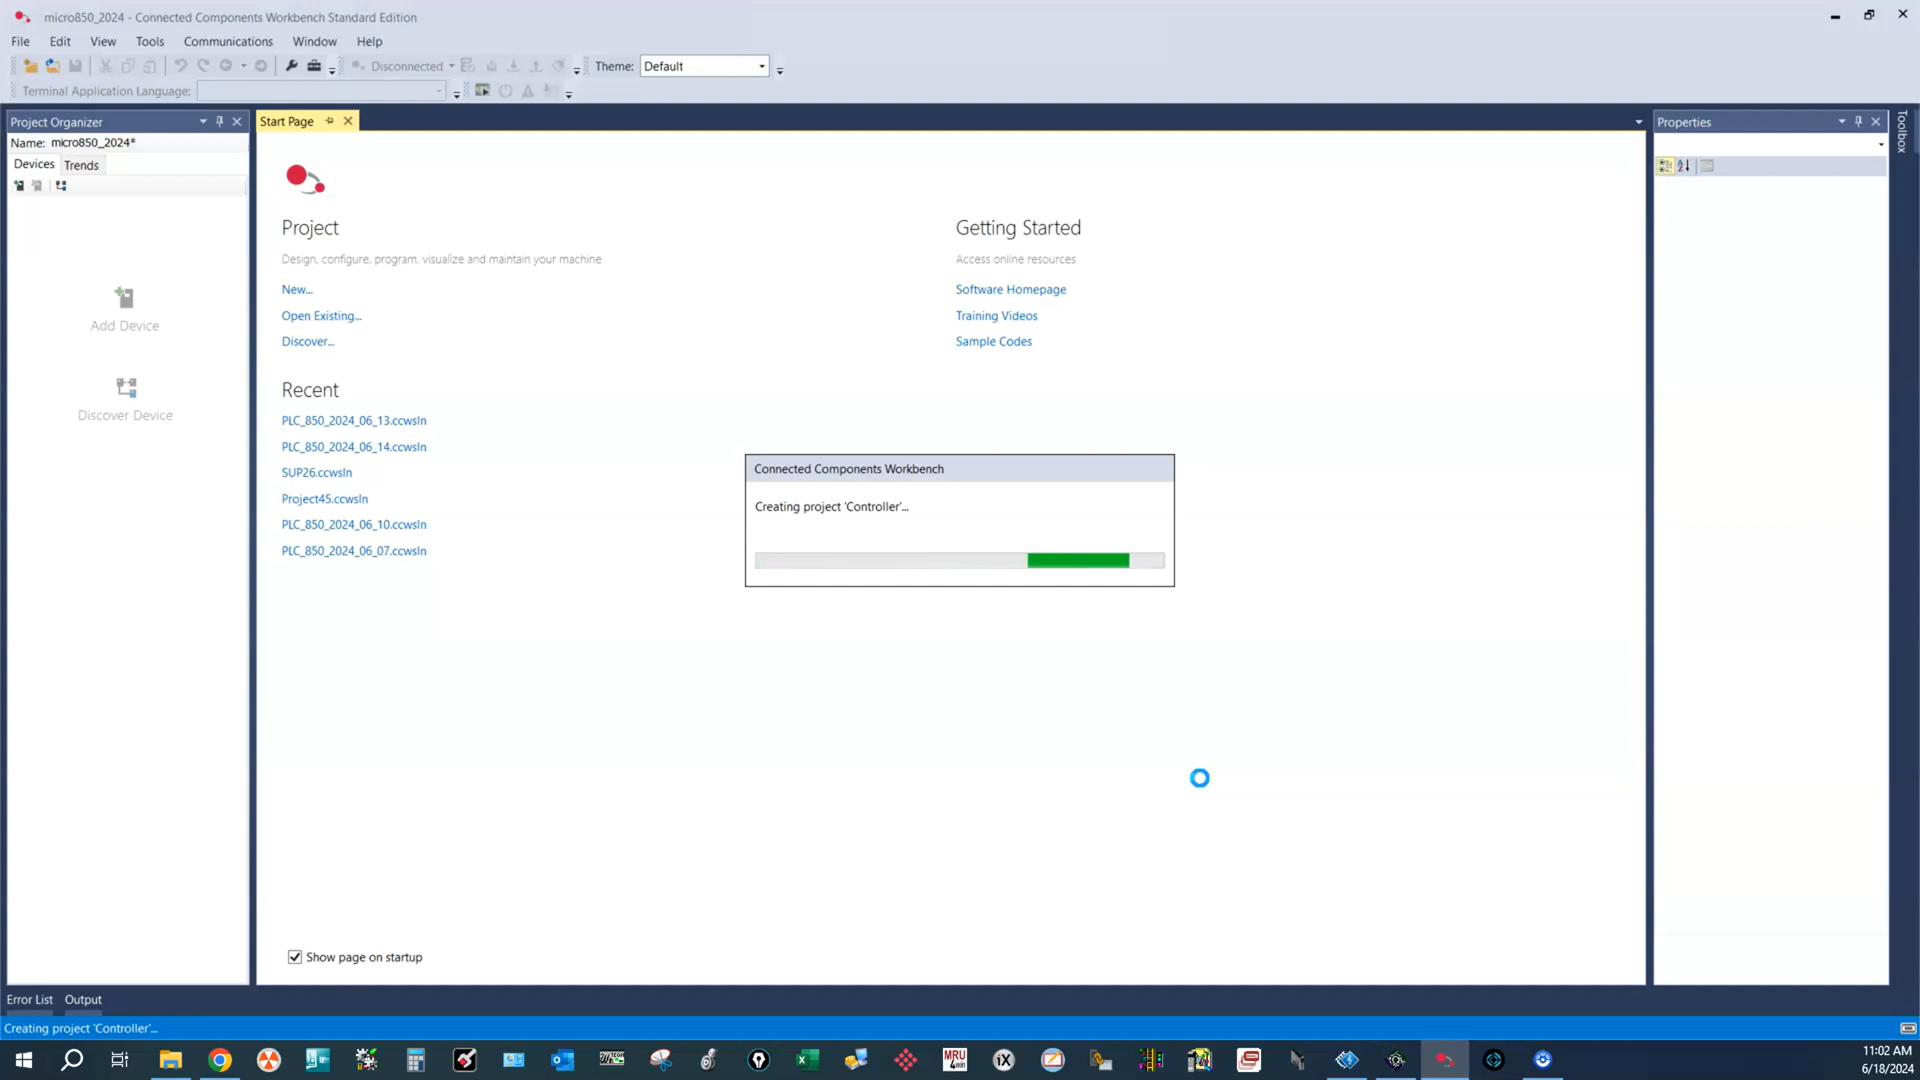 micro850_2024 - Connected Components Workbench Standard Edition
File Edit View Tools Communications Window Help
Disconnected Theme: Default
Terminal Application Language:
Project Organizer
Name: micro850_2024*
Devices Trends
Add Device
Discover Device
Start Page
Project
Design, configure, program, visualize and maintain your machine
New...
Open Existing...
Discover...
Recent
PLC_850_2024_06_13.ccwsln
PLC_850_2024_06_14.ccwsln
SUP26.ccwsln
Project45.ccwsln
PLC_850_2024_06_10.ccwsln
PLC_850_2024_06_07.ccwsln
Getting Started
Access online resources
Software Homepage
Training Videos
Sample Codes
Connected Components Workbench
Creating project 'Controller'...
Show page on startup
Properties
Toolbox
Error List Output
Creating project 'Controller'...
MRU
iX
11:02 AM
6/18/2024